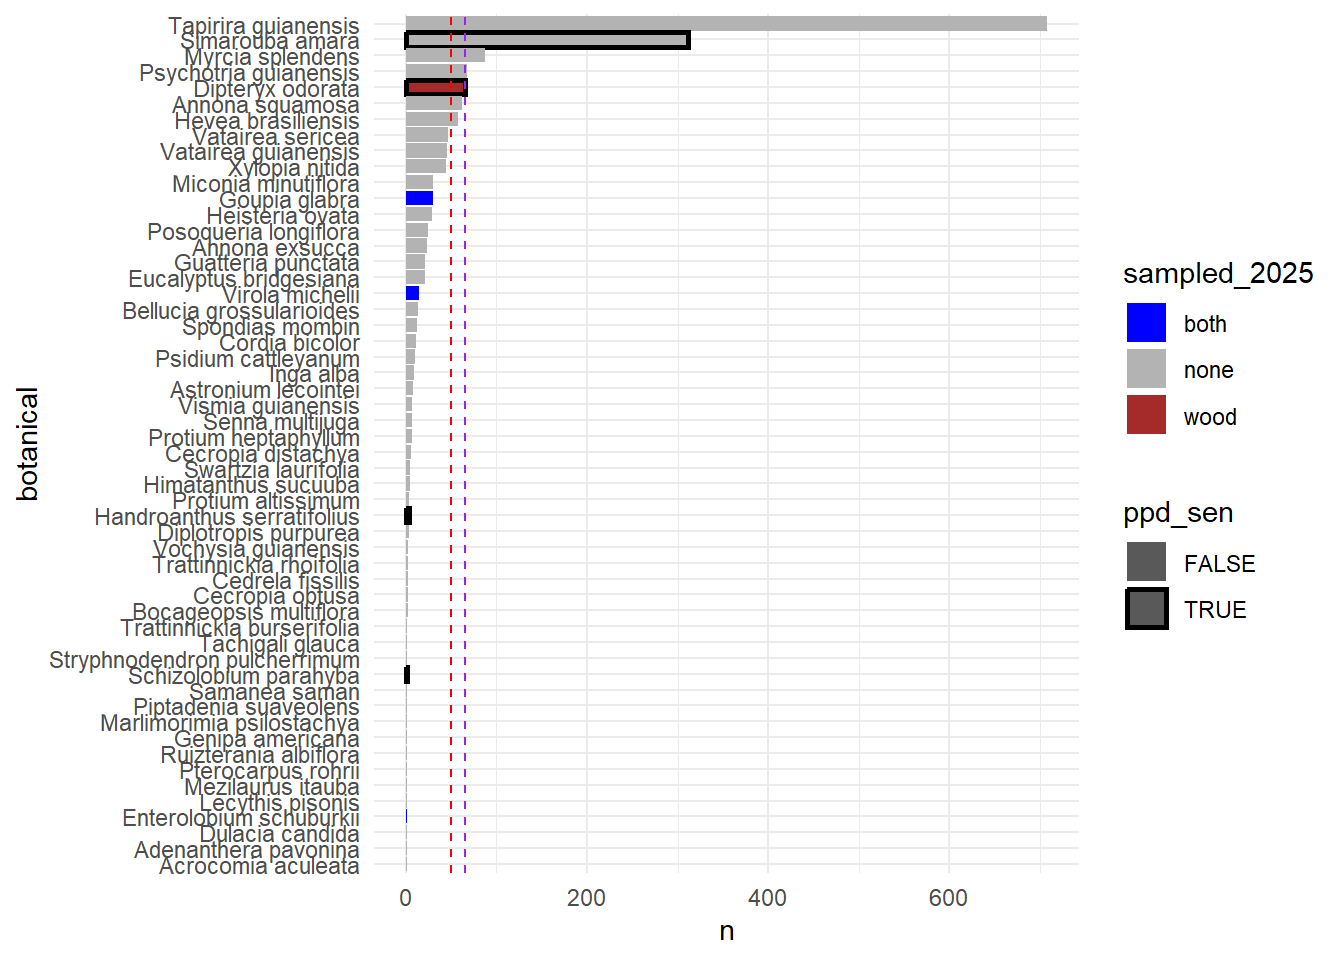 Tapirira guianensis
Simarouba amara
Myrcia splendens
Psychotria guianensis
Dipteryx odorata
Annona squamosa
Hevea brasiliensis
Vatairea sericea
Vatairea guianensis
Xylopia nitida
Miconia minutiflora
Goupia glabra
Heisteria ovata
Posoqueria longiflora
Annona exsucca
Guatteria punctata
Eucalyptus bridgesiana
Virola michelii
Bellucia grossularioides
Spondias mombin
Cordia bicolor
Psidium cattleyanum
Inga alba
Astronium lecointei
Vismia guianensis
Senna multijuga
Protium heptaphyllum
Cecropia distachya
Swartzia laurifolia
Himatanthus sucuuba
Protium altissimum
Handroanthus serratifolius
Diplotropis purpurea
Vochysia guianensis
Trattinnickia rhoifolia
Cedrela fissilis
Cecropia obtusa
Bocageopsis multiflora
Trattinnickia burserifolia
Tachigali glauca
Stryphnodendron pulcherrimum
Schizolobium parahyba
Samanea saman
Piptadenia suaveolens
Marlimorimia psilostachya
Genipa americana
Ruizterania albiflora
Pterocarpus rohrii
Mezilaurus itauba
Lecythis pisonis
Enterolobium schuburkii
Dulacia candida
Adenanthera pavonina
Acrocomia aculeata
botanical
0 200 400 600
n
sampled_2025
both
none
wood
ppd_sen
FALSE
TRUE